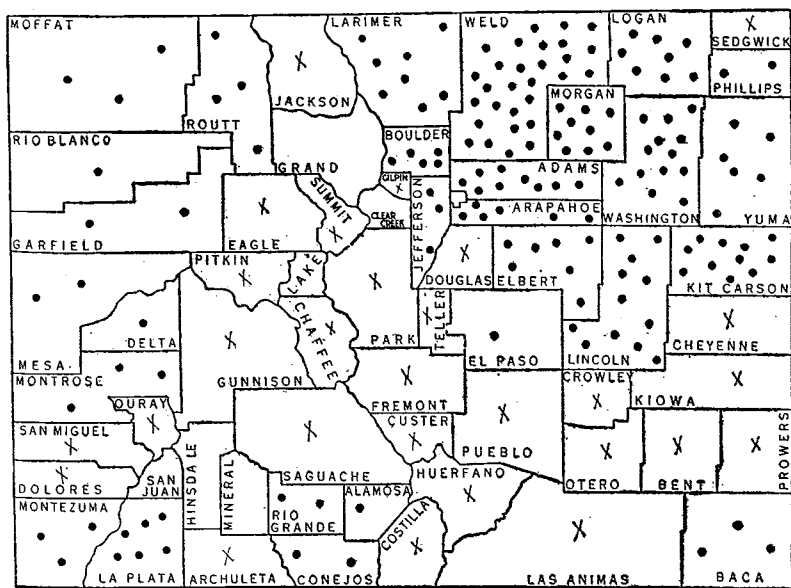 MOFFAT
LARIMER
WELD
LOGAN
SEDGWICK
PHILLIPS
JACKSON
MORGAN
ROUTT
RIO BLANCO
BOULDER
GRAND
GILPIN
ADAMS
SUMMIT
CLEAR
CREEK
JEFFERSON
ARAPAHOE
WASHINGTON
YUMA
GARFIELD
EAGLE
PITKIN
LAKE
DOUGLAS
ELBERT
KIT CARSON
CHAFFEE
TELLER
PARK
DELTA
MESA
EL PASO
LINCOLN
CHEYENNE
MONTROSE
GUNNISON
CROWLEY
KIOWA
OURAY
FREMONT
CUSTER
SAN MIGUEL
PUEBLO
PROWERS
DOLORES
SAN
JUAN
HINSDALE
MINERAL
SAGUACHE
HUERFANO
OTERO
BENT
MONTEZUMA
ALAMOSA
RIO
GRANDE
COSTILLA
LA PLATA
ARCHULETA
CONEJOS
LAS ANIMAS
BACA